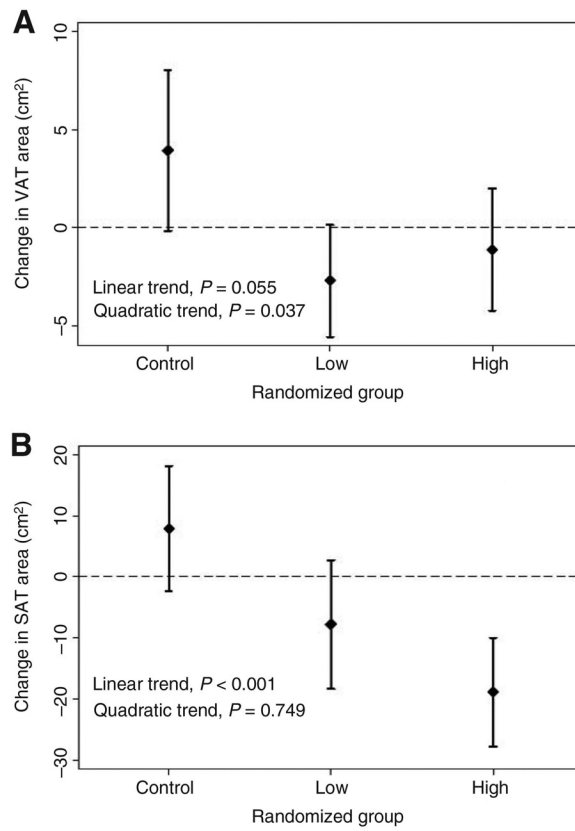 A
Change in VAT area (cm²)
10
5
0
−5
Linear trend, P = 0.055
Quadratic trend, P = 0.037
Control Low High
Randomized group
B
Change in SAT area (cm²)
20
10
0
−10
−20
−30
Linear trend, P < 0.001
Quadratic trend, P = 0.749
Control Low High
Randomized group